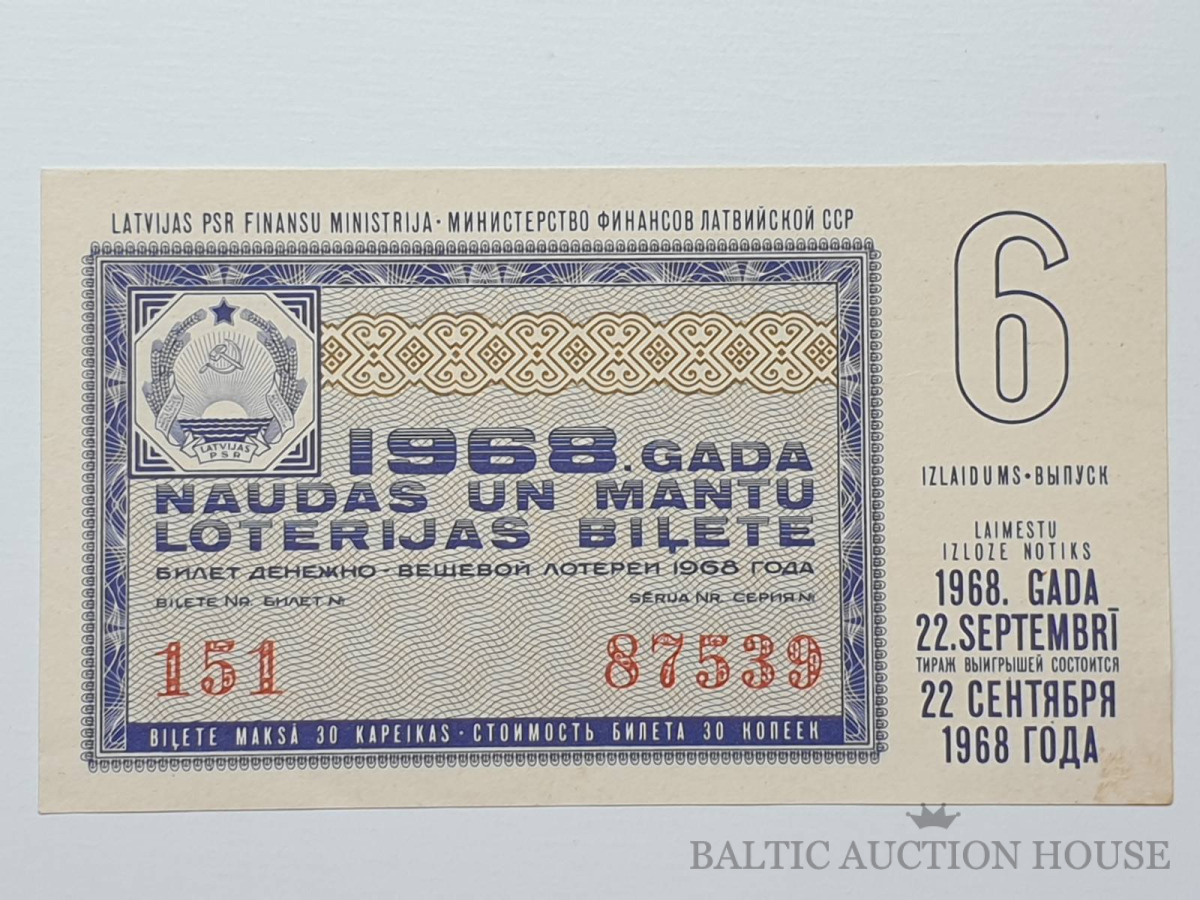 LATVIJAS PSR FINANSU MINISTRIJA · МИНИСТЕРСТВО ФИНАНСОВ ЛАТВИЙСКОЙ ССР
6
LATVIJAS
PSR
1968. GADA
NAUDAS UN MANTU
LOTERIJAS BIĻETE
БИЛЕТ ДЕНЕЖНО - ВЕЩЕВОЙ ЛОТЕРЕИ 1968 ГОДА
BIĻETE NR. БИЛЕТ №
SĒRIJA NR. СЕРИЯ №
151
87539
BIĻETE MAKSĀ 30 KAPEIKAS · СТОИМОСТЬ БИЛЕТА 30 КОПЕЕК
IZLAIDUMS · ВЫПУСК
LAIMESTU
IZLOZE NOTIKS
1968. GADA
22. SEPTEMBRĪ
ТИРАЖ ВЫИГРЫШЕЙ СОСТОИТСЯ
22 СЕНТЯБРЯ
1968 ГОДА
BALTIC AUCTION HOUSE